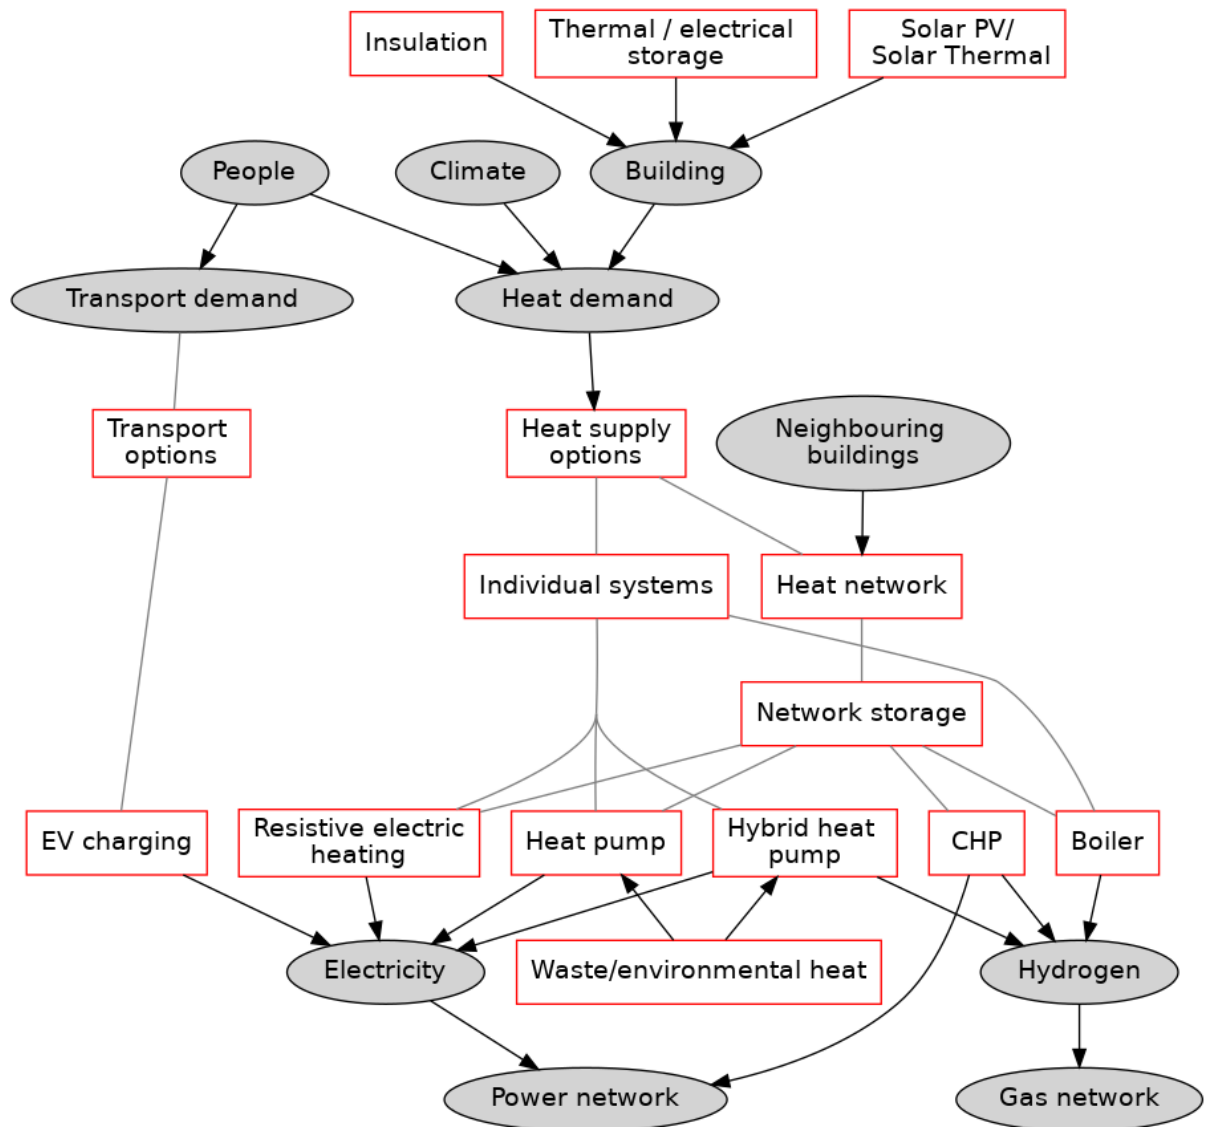 Insulation
Thermal / electrical
storage
Solar PV/
Solar Thermal
People
Climate
Building
Transport demand
Heat demand
Transport
options
Heat supply
options
Neighbouring
buildings
Individual systems
Heat network
Network storage
EV charging
Resistive electric
heating
Heat pump
Hybrid heat
pump
CHP
Boiler
Electricity
Waste/environmental heat
Hydrogen
Power network
Gas network